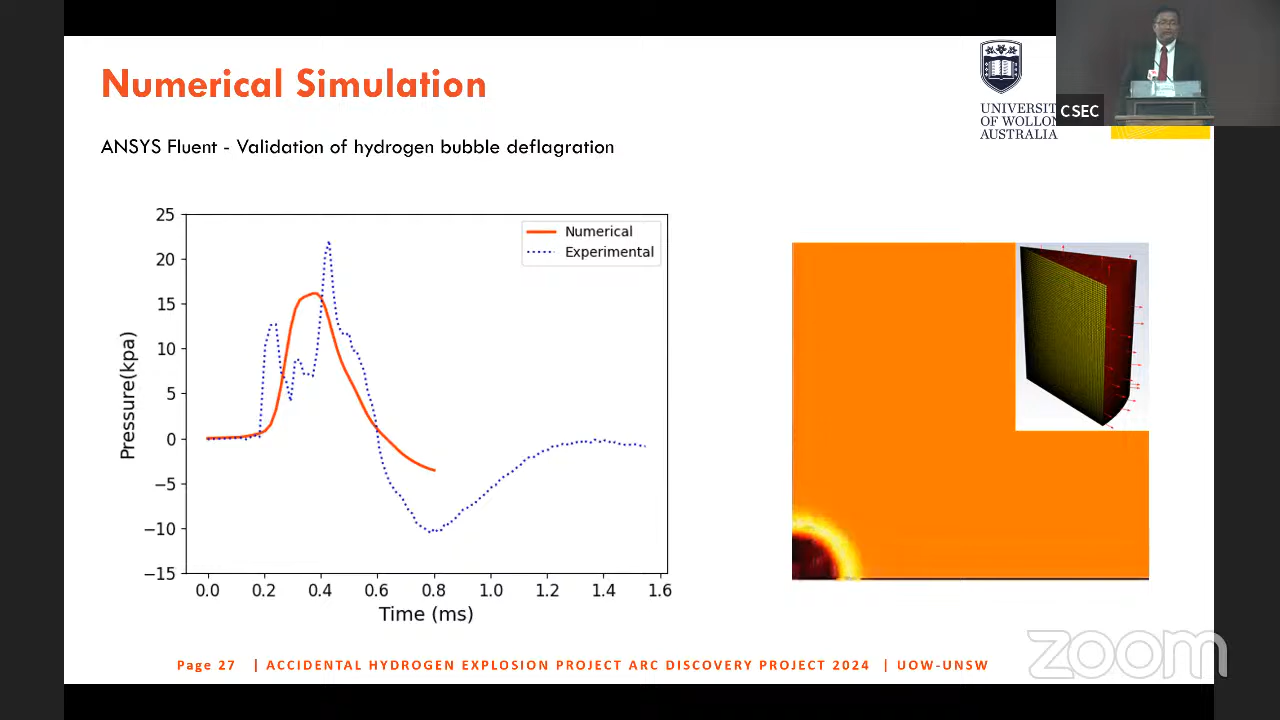 Numerical Simulation
ANSYS Fluent - Validation of hydrogen bubble deflagration
UNIVERSIT
OF WOLLON
AUSTRALIA
CSEC
25
20
15
10
5
0
−5
−10
−15
Pressure(kpa)
Numerical
Experimental
0.0 0.2 0.4 0.6 0.8 1.0 1.2 1.4 1.6
Time (ms)
Page 27 | ACCIDENTAL HYDROGEN EXPLOSION PROJECT ARC DISCOVERY PROJECT 2024 | UOW-UNSW
zoom